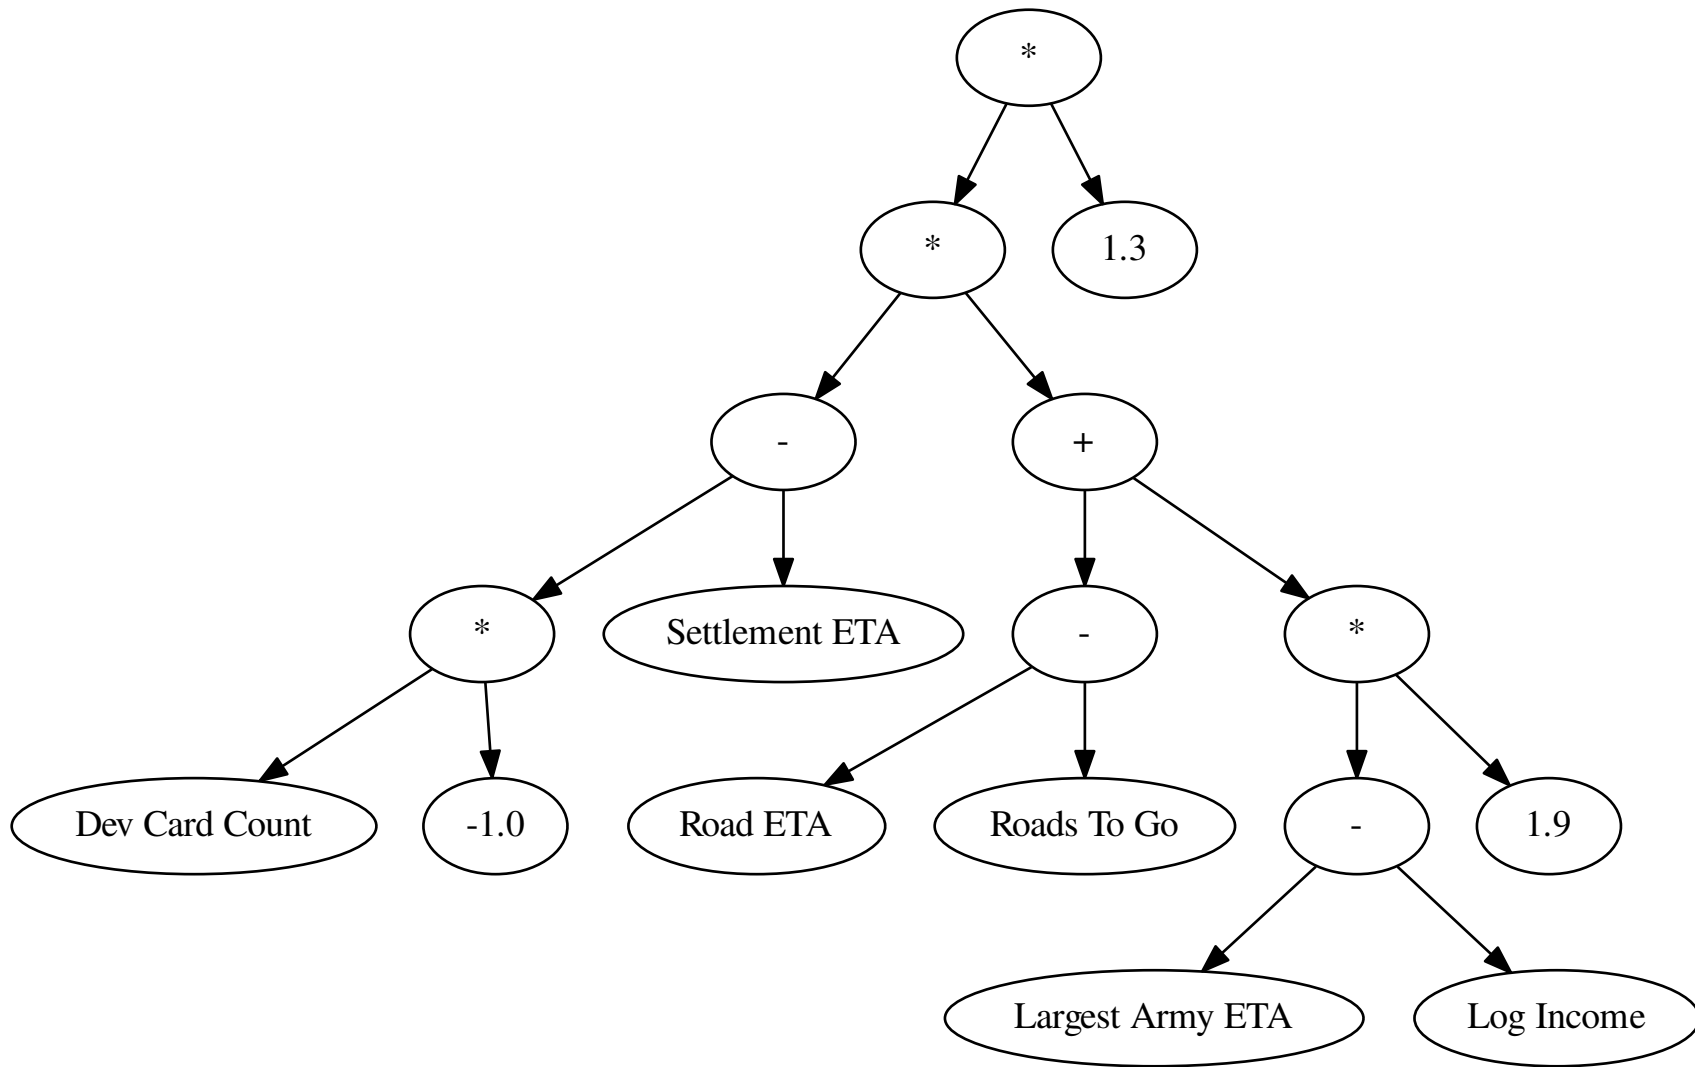 *
*
1.3
-
+
*
Settlement ETA
-
*
Dev Card Count
-1.0
Road ETA
Roads To Go
-
1.9
Largest Army ETA
Log Income